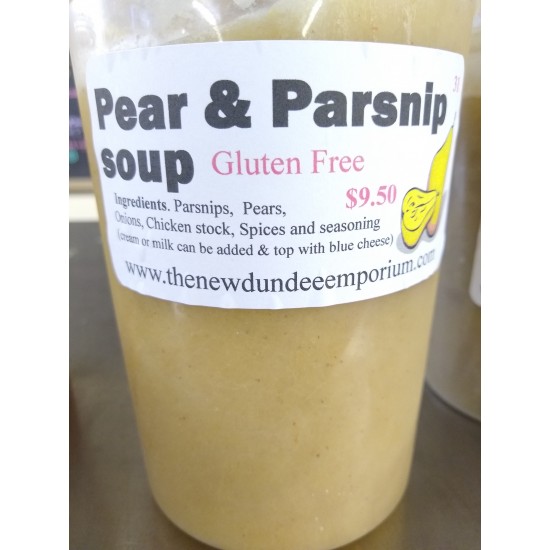 Pear & Parsnip
soup Gluten Free
$9.50
Ingredients. Parsnips, Pears,
Onions, Chicken stock, Spices and seasoning
(cream or milk can be added & top with blue cheese)
www.thenewdundeeemporium.com